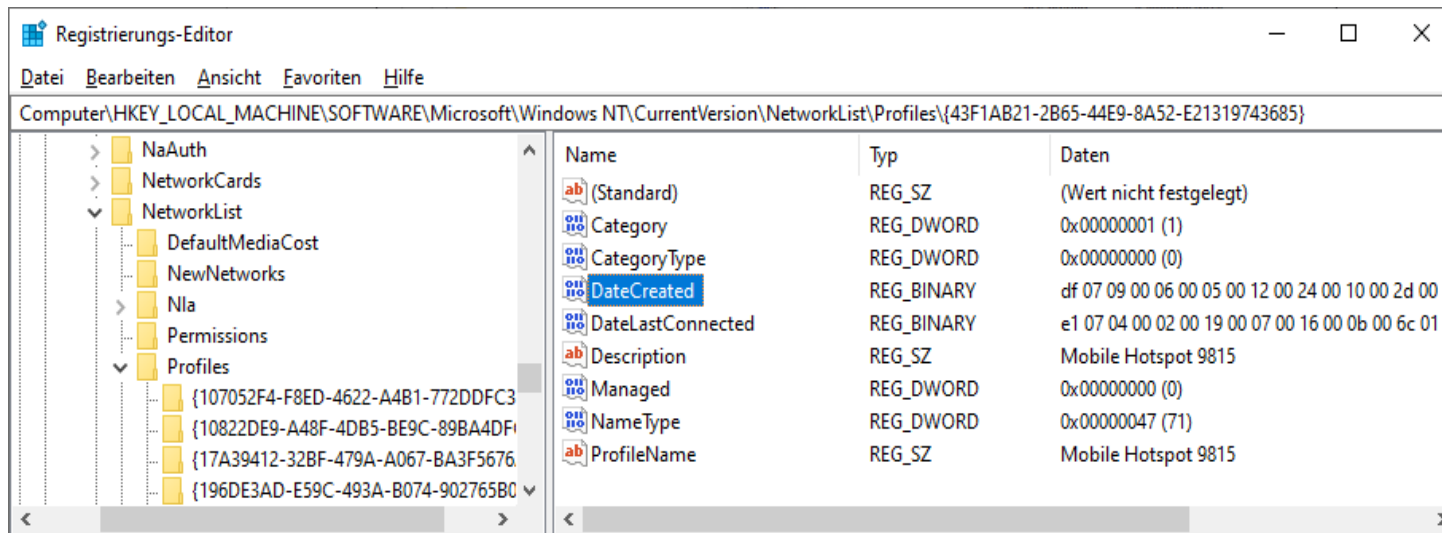 Registrierungs-Editor
Datei Bearbeiten Ansicht Favoriten Hilfe
Computer\HKEY_LOCAL_MACHINE\SOFTWARE\Microsoft\Windows NT\CurrentVersion\NetworkList\Profiles\{43F1AB21-2B65-44E9-8A52-E21319743685}
NaAuth
NetworkCards
NetworkList
DefaultMediaCost
NewNetworks
Nla
Permissions
Profiles
{107052F4-F8ED-4622-A4B1-772DDFC3
{10822DE9-A48F-4DB5-BE9C-89BA4DF
{17A39412-32BF-479A-A067-BA3F5676
{196DE3AD-E59C-493A-B074-902765B0
Name Typ Daten
(Standard) REG_SZ (Wert nicht festgelegt)
Category REG_DWORD 0x00000001 (1)
CategoryType REG_DWORD 0x00000000 (0)
DateCreated REG_BINARY df 07 09 00 06 00 05 00 12 00 24 00 10 00 2d 00
DateLastConnected REG_BINARY e1 07 04 00 02 00 19 00 07 00 16 00 0b 00 6c 01
Description REG_SZ Mobile Hotspot 9815
Managed REG_DWORD 0x00000000 (0)
NameType REG_DWORD 0x00000047 (71)
ProfileName REG_SZ Mobile Hotspot 9815